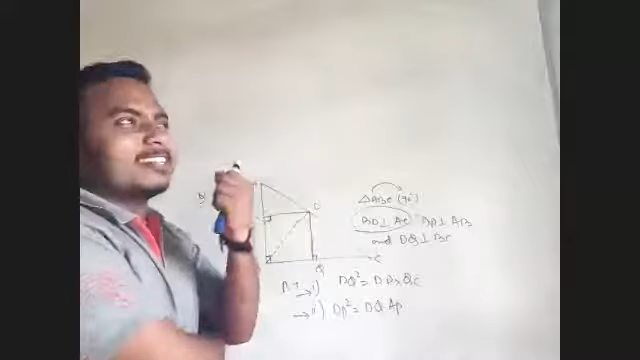 △ABC (90°)
BD⊥AC DP⊥AB
and DQ⊥BC
D
Q C
P.T → i) DQ² = DP×QC
→ ii) DP² = DQ.AP